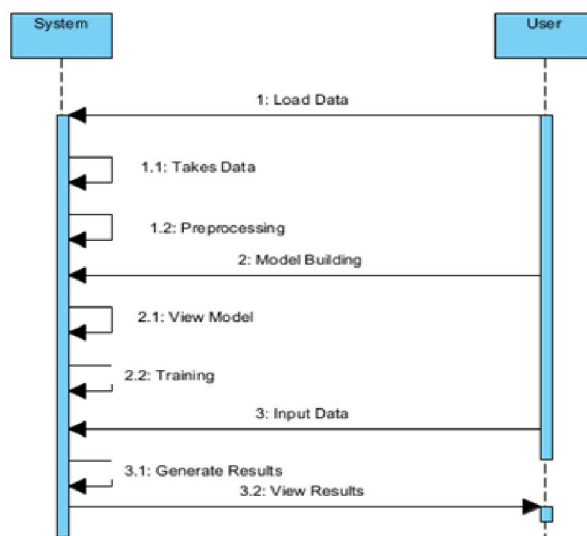 System
User
1: Load Data
1.1: Takes Data
1.2: Preprocessing
2: Model Building
2.1: View Model
2.2: Training
3: Input Data
3.1: Generate Results
3.2: View Results